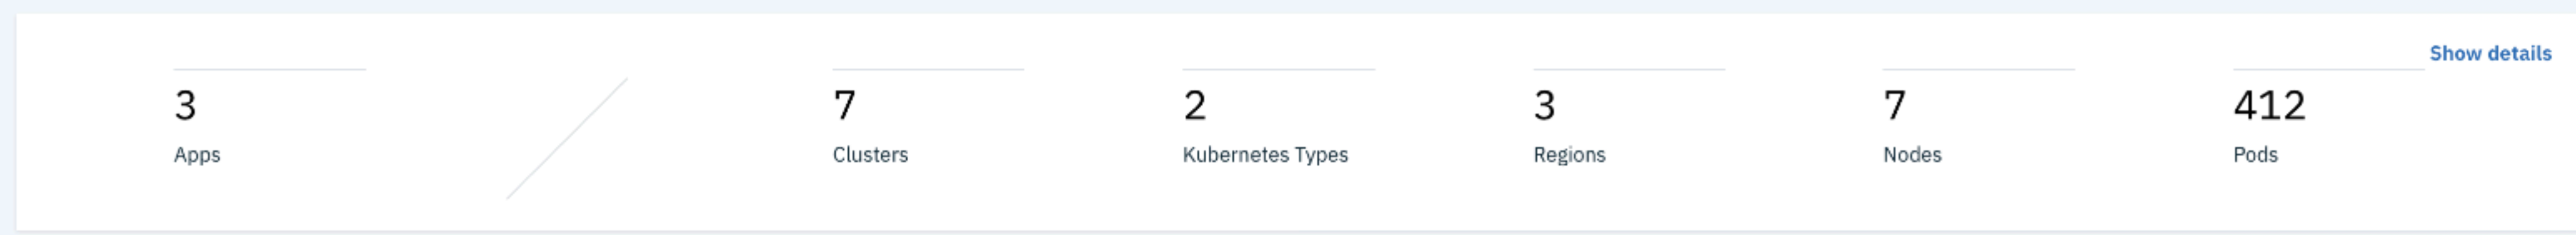 Show details
3
Apps
7
Clusters
2
Kubernetes Types
3
Regions
7
Nodes
412
Pods